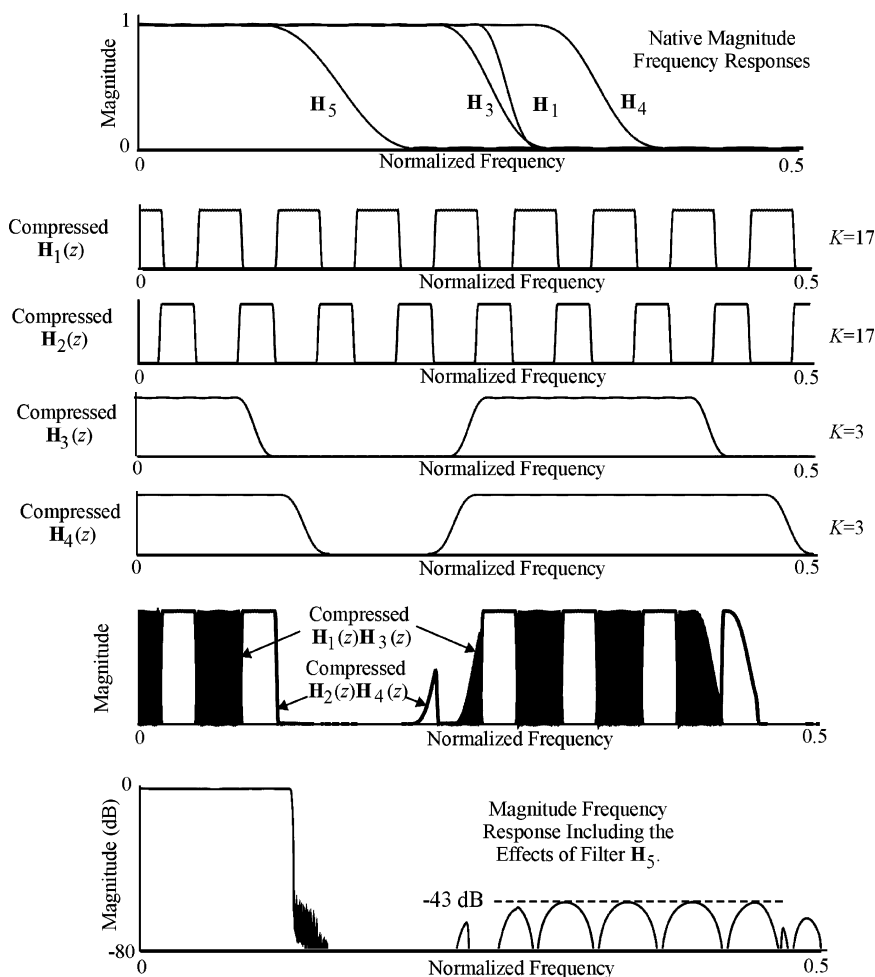 1
Magnitude
Native Magnitude
Frequency Responses
H5
H3
H1
H4
0
0
Normalized Frequency
0.5
Compressed
H1(z)
K=17
0
Normalized Frequency
0.5
Compressed
H2(z)
K=17
0
Normalized Frequency
0.5
Compressed
H3(z)
K=3
0
Normalized Frequency
0.5
Compressed
H4(z)
K=3
0
Normalized Frequency
0.5
Magnitude
Compressed
H1(z)H3(z)
Compressed
H2(z)H4(z)
0
Normalized Frequency
0.5
0
Magnitude (dB)
Magnitude Frequency
Response Including the
Effects of Filter H5.
-43 dB
-80
0
Normalized Frequency
0.5